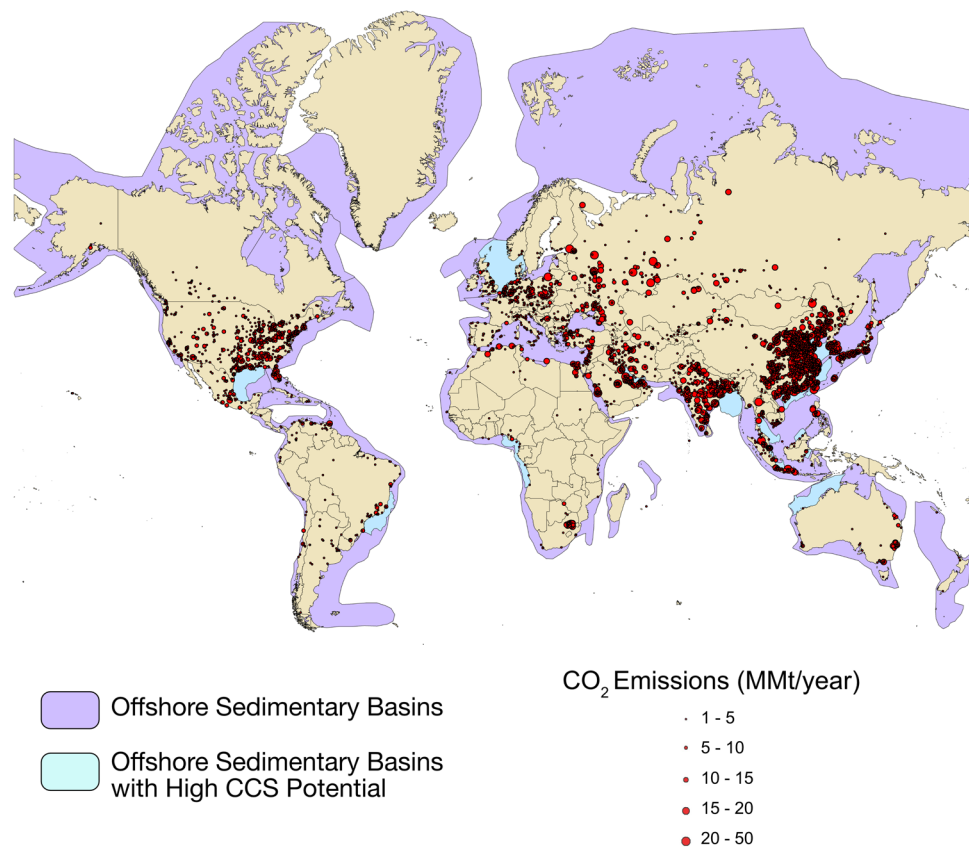 Offshore Sedimentary Basins
Offshore Sedimentary Basins
with High CCS Potential
CO₂ Emissions (MMt/year)
1 - 5
5 - 10
10 - 15
15 - 20
20 - 50